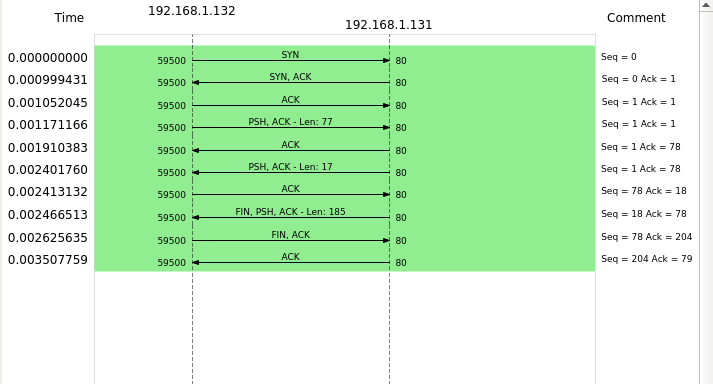 192.168.1.132
Time 192.168.1.131 Comment
0.000000000 59500 SYN 80 Seq = 0
0.000999431 59500 SYN, ACK 80 Seq = 0 Ack = 1
0.001052045 59500 ACK 80 Seq = 1 Ack = 1
0.001171166 59500 PSH, ACK - Len: 77 80 Seq = 1 Ack = 1
0.001910383 59500 ACK 80 Seq = 1 Ack = 78
0.002401760 59500 PSH, ACK - Len: 17 80 Seq = 1 Ack = 78
0.002413132 59500 ACK 80 Seq = 78 Ack = 18
0.002466513 59500 FIN, PSH, ACK - Len: 185 80 Seq = 18 Ack = 78
0.002625635 59500 FIN, ACK 80 Seq = 78 Ack = 204
0.003507759 59500 ACK 80 Seq = 204 Ack = 79